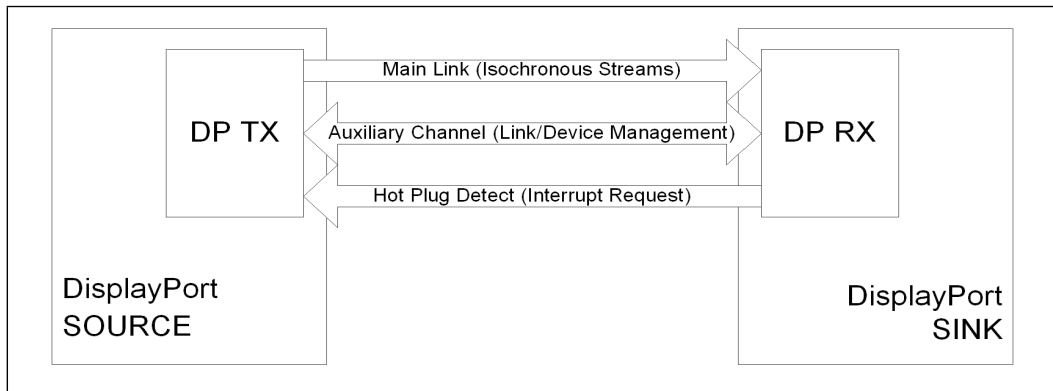 Main Link (Isochronous Streams)
DP TX
Auxiliary Channel (Link/Device Management)
DP RX
Hot Plug Detect (Interrupt Request)
DisplayPort
SOURCE
DisplayPort
SINK